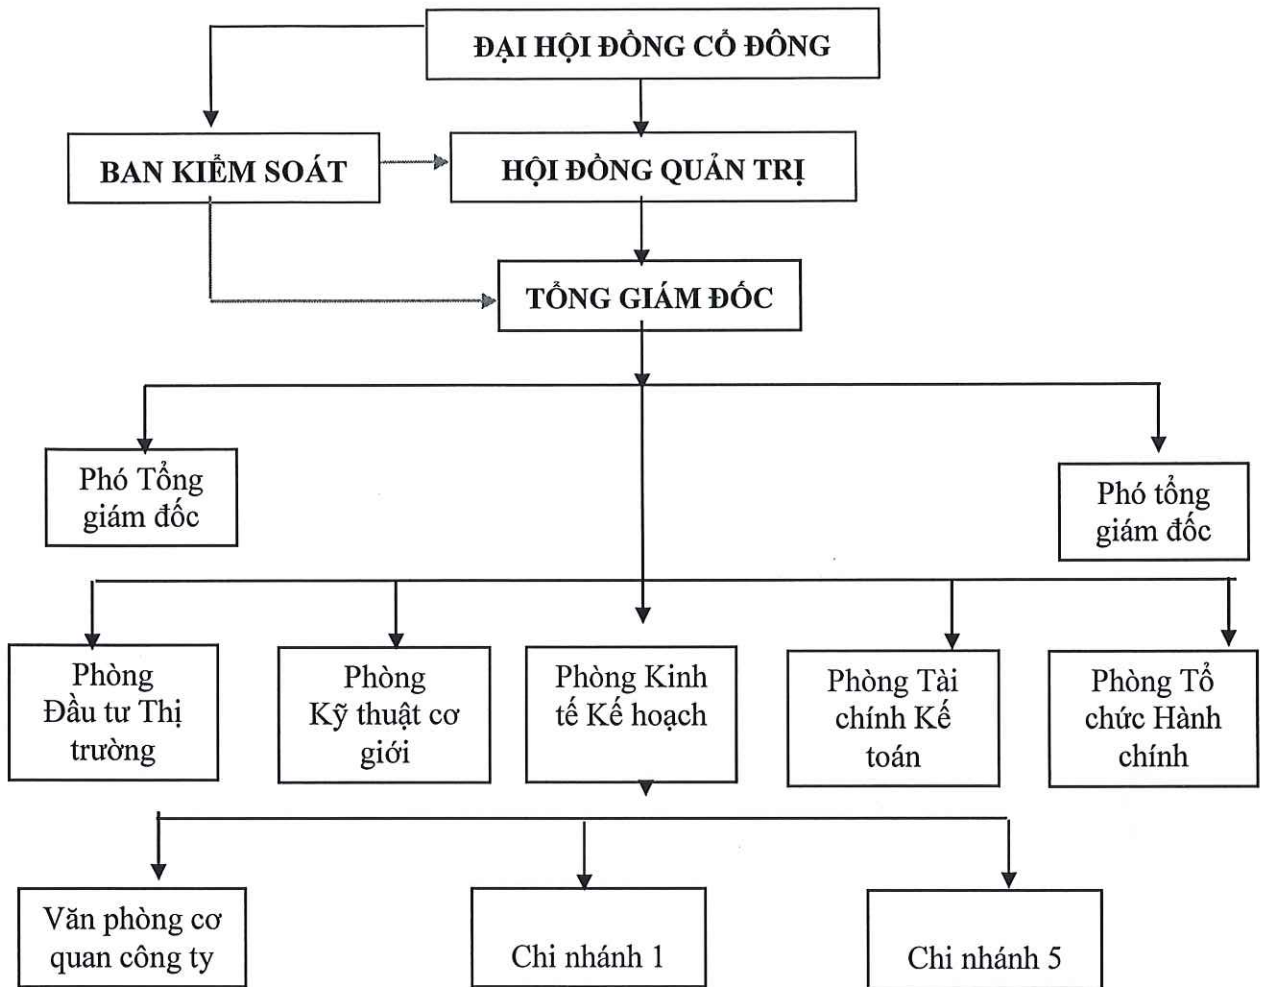 ĐẠI HỘI ĐỒNG CỔ ĐÔNG
BAN KIỂM SOÁT
HỘI ĐỒNG QUẢN TRỊ
TỔNG GIÁM ĐỐC
Phó Tổng
giám đốc
Phó tổng
giám đốc
Phòng
Đầu tư Thị
trường
Phòng
Kỹ thuật cơ
giới
Phòng Kinh
tế Kế hoạch
Phòng Tài
chính Kế
toán
Phòng Tổ
chức Hành
chính
Văn phòng cơ
quan công ty
Chi nhánh 1
Chi nhánh 5